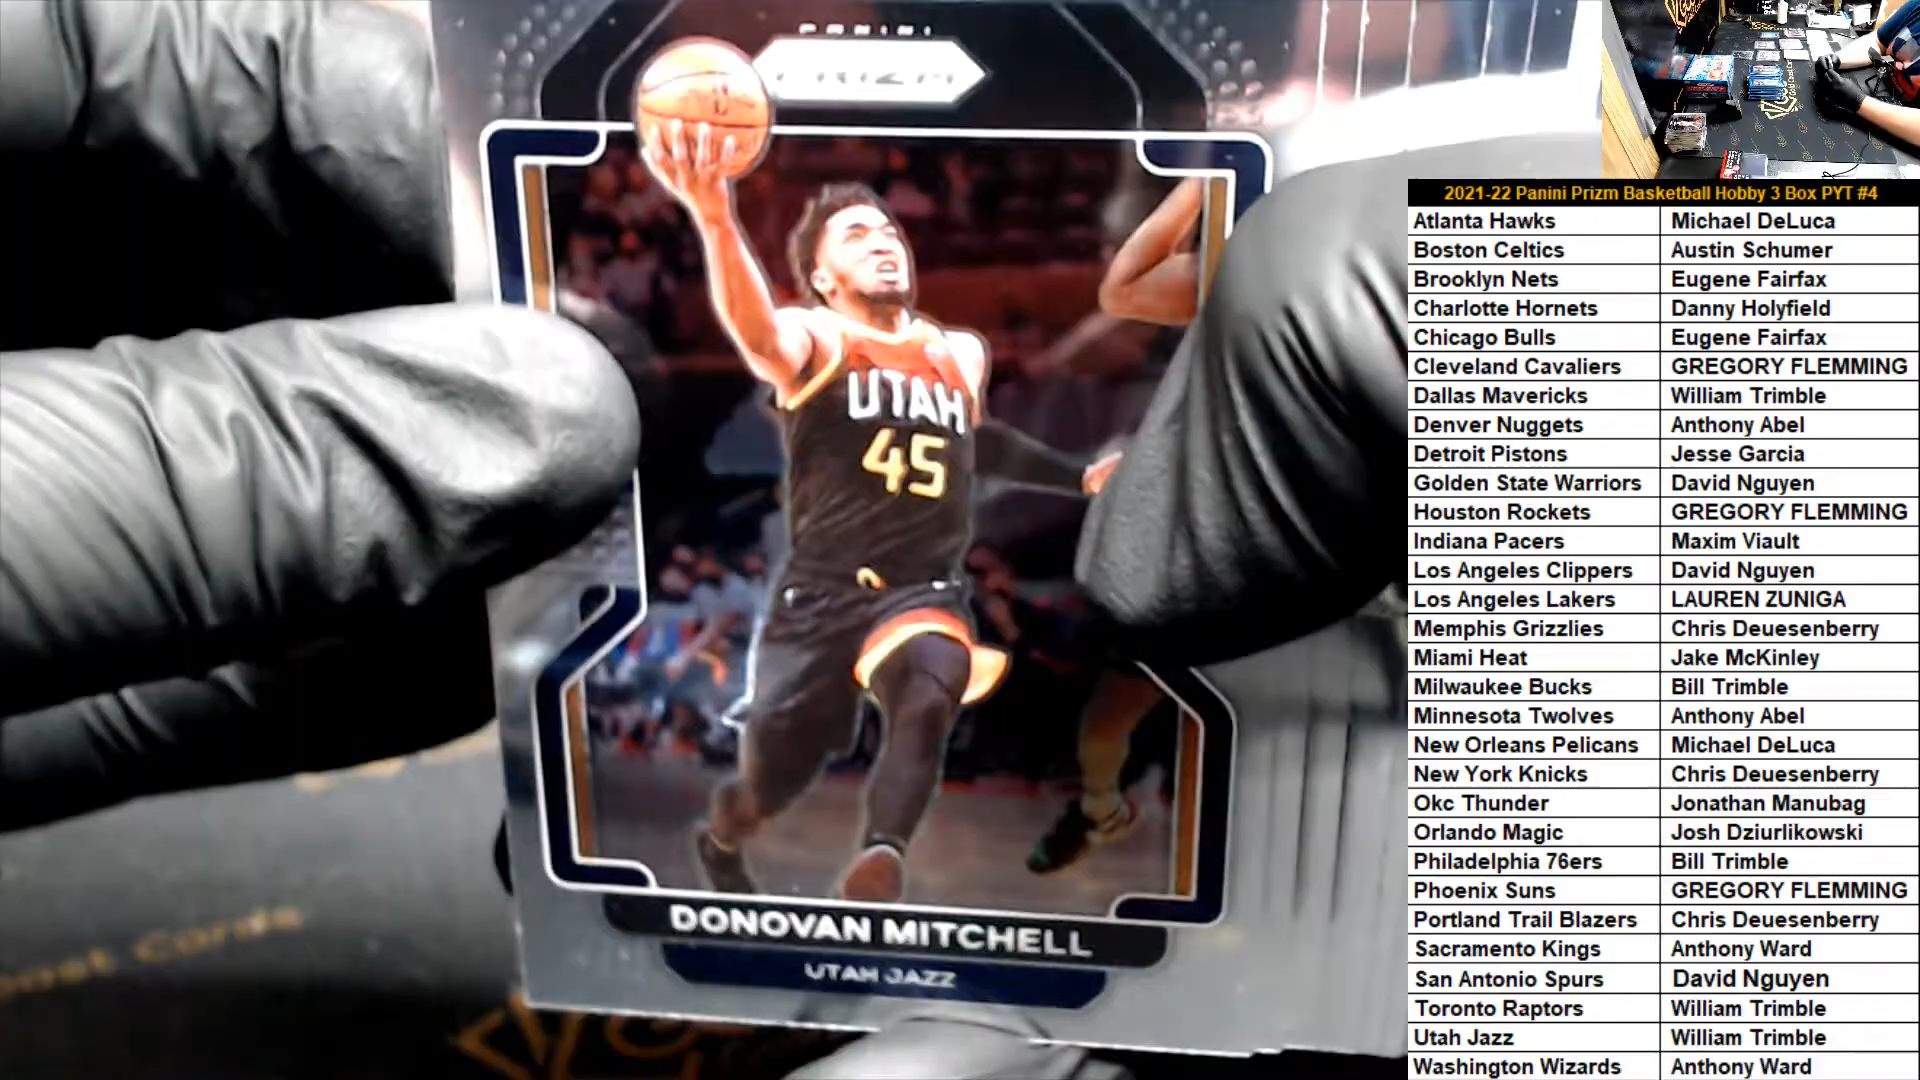 PANINI
PRIZM
UTAH
45
DONOVAN MITCHELL
UTAH JAZZ
2021-22 Panini Prizm Basketball Hobby 3 Box PYT #4
Atlanta Hawks Michael DeLuca
Boston Celtics Austin Schumer
Brooklyn Nets Eugene Fairfax
Charlotte Hornets Danny Holyfield
Chicago Bulls Eugene Fairfax
Cleveland Cavaliers GREGORY FLEMMING
Dallas Mavericks William Trimble
Denver Nuggets Anthony Abel
Detroit Pistons Jesse Garcia
Golden State Warriors David Nguyen
Houston Rockets GREGORY FLEMMING
Indiana Pacers Maxim Viault
Los Angeles Clippers David Nguyen
Los Angeles Lakers LAUREN ZUNIGA
Memphis Grizzlies Chris Deuesenberry
Miami Heat Jake McKinley
Milwaukee Bucks Bill Trimble
Minnesota Twolves Anthony Abel
New Orleans Pelicans Michael DeLuca
New York Knicks Chris Deuesenberry
Okc Thunder Jonathan Manubag
Orlando Magic Josh Dziurlikowski
Philadelphia 76ers Bill Trimble
Phoenix Suns GREGORY FLEMMING
Portland Trail Blazers Chris Deuesenberry
Sacramento Kings Anthony Ward
San Antonio Spurs David Nguyen
Toronto Raptors William Trimble
Utah Jazz William Trimble
Washington Wizards Anthony Ward